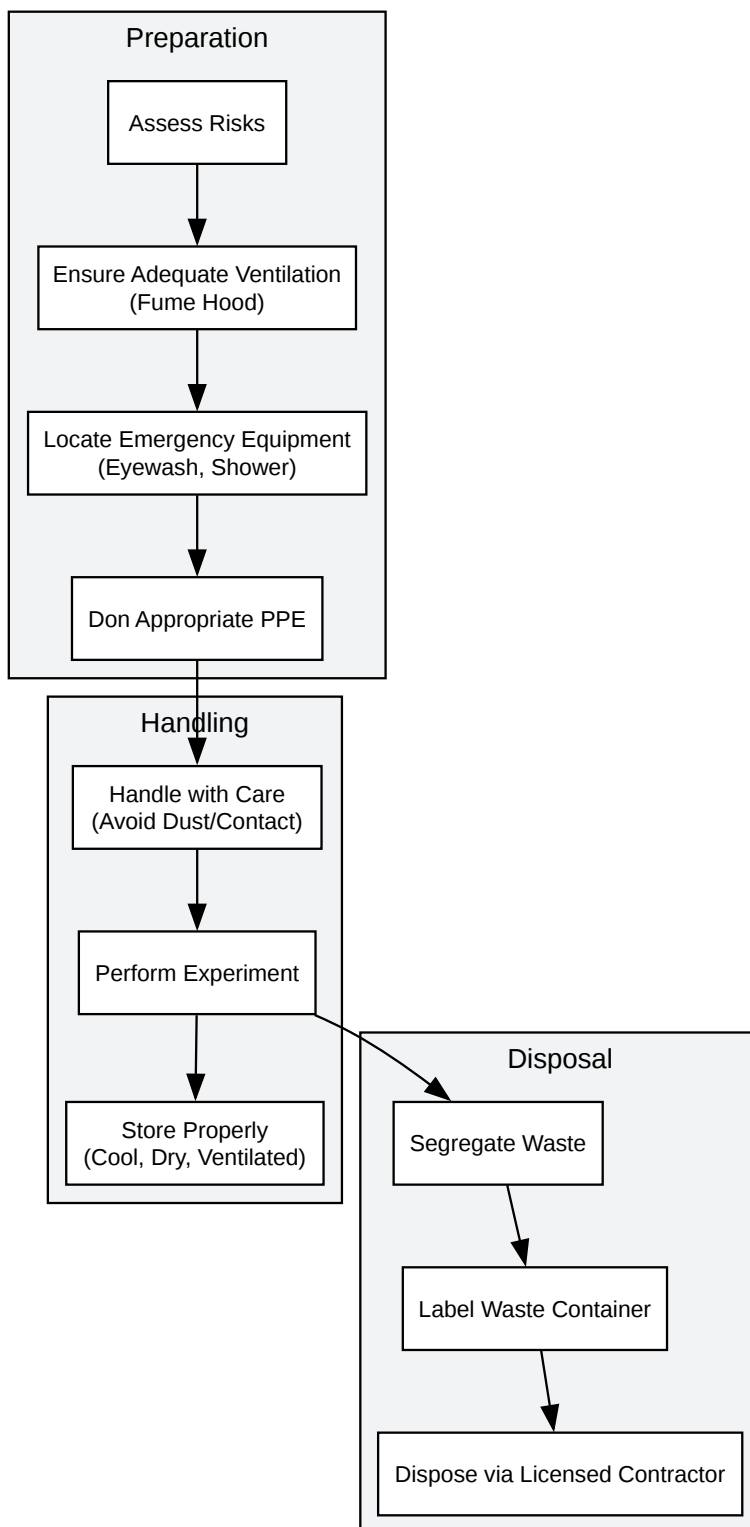 Preparation
Assess Risks
Ensure Adequate Ventilation
(Fume Hood)
Locate Emergency Equipment
(Eyewash, Shower)
Don Appropriate PPE
Handling
Handle with Care
(Avoid Dust/Contact)
Perform Experiment
Store Properly
(Cool, Dry, Ventilated)
Disposal
Segregate Waste
Label Waste Container
Dispose via Licensed Contractor